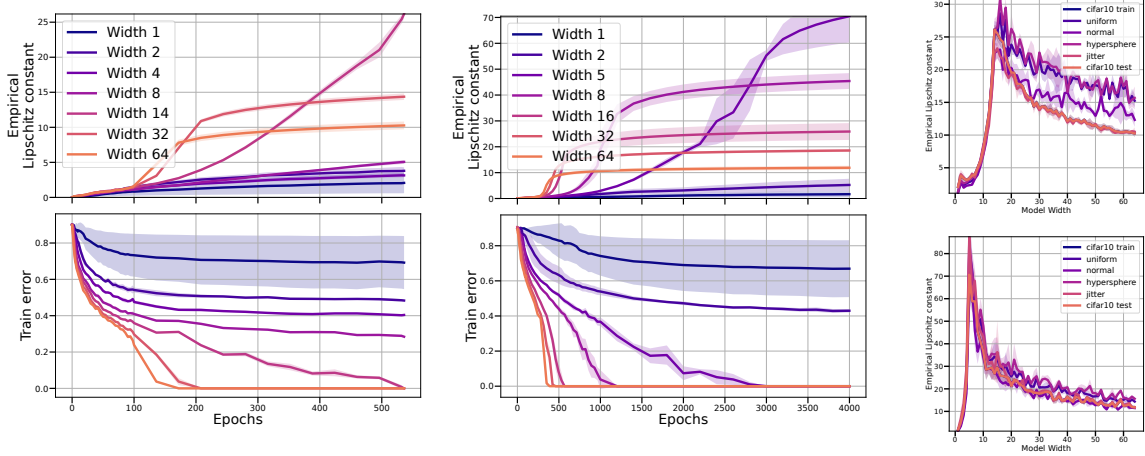 Empirical
Lipschitz constant
25
20
15
10
5
0
Width 1
Width 2
Width 4
Width 8
Width 14
Width 32
Width 64
Train error
0.8
0.6
0.4
0.2
0.0
0
100
200
300
400
500
Epochs
Empirical
Lipschitz constant
70
60
50
40
30
20
10
0
Width 1
Width 2
Width 5
Width 8
Width 16
Width 32
Width 64
Train error
0.8
0.6
0.4
0.2
0.0
0
500
1000
1500
2000
2500
3000
3500
4000
Epochs
Empirical Lipschitz constant
30
25
20
15
10
5
cifar10 train
uniform
normal
hypersphere
jitter
cifar10 test
0
10
20
30
40
50
60
Model Width
Empirical Lipschitz constant
80
70
60
50
40
30
20
10
cifar10 train
uniform
normal
hypersphere
jitter
cifar10 test
0
10
20
30
40
50
60
Model Width